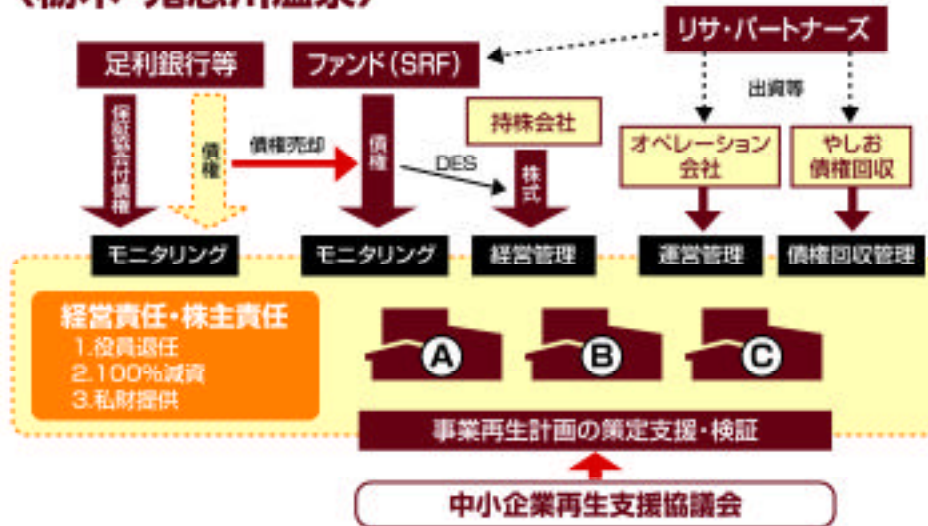 リサ・パートナーズ
足利銀行等
ファンド(SRF)
出資等
持株会社
オペレーション
会社
やしお
債権回収
保証協会付債権
債権
債権売却
債権
DES
株式
モニタリング
モニタリング
経営管理
運営管理
債権回収管理
経営責任・株主責任
1.役員退任
2.100%減資
3.私財提供
A
B
C
事業再生計画の策定支援・検証
中小企業再生支援協議会